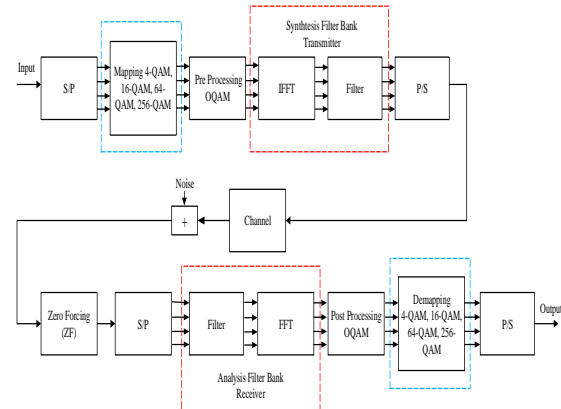 Synhtesis Filter Bank
Transmitter
Input
S/P
Mapping 4-QAM,
16-QAM, 64-
QAM, 256-QAM
Pre Processing
OQAM
IFFT
Filter
P/S
Noise
+
Channel
Zero Forcing
(ZF)
S/P
Filter
FFT
Post Processing
OQAM
Demapping
4-QAM, 16-QAM,
64-QAM, 256-
QAM
P/S
Output
Analysis Filter Bank
Receiver